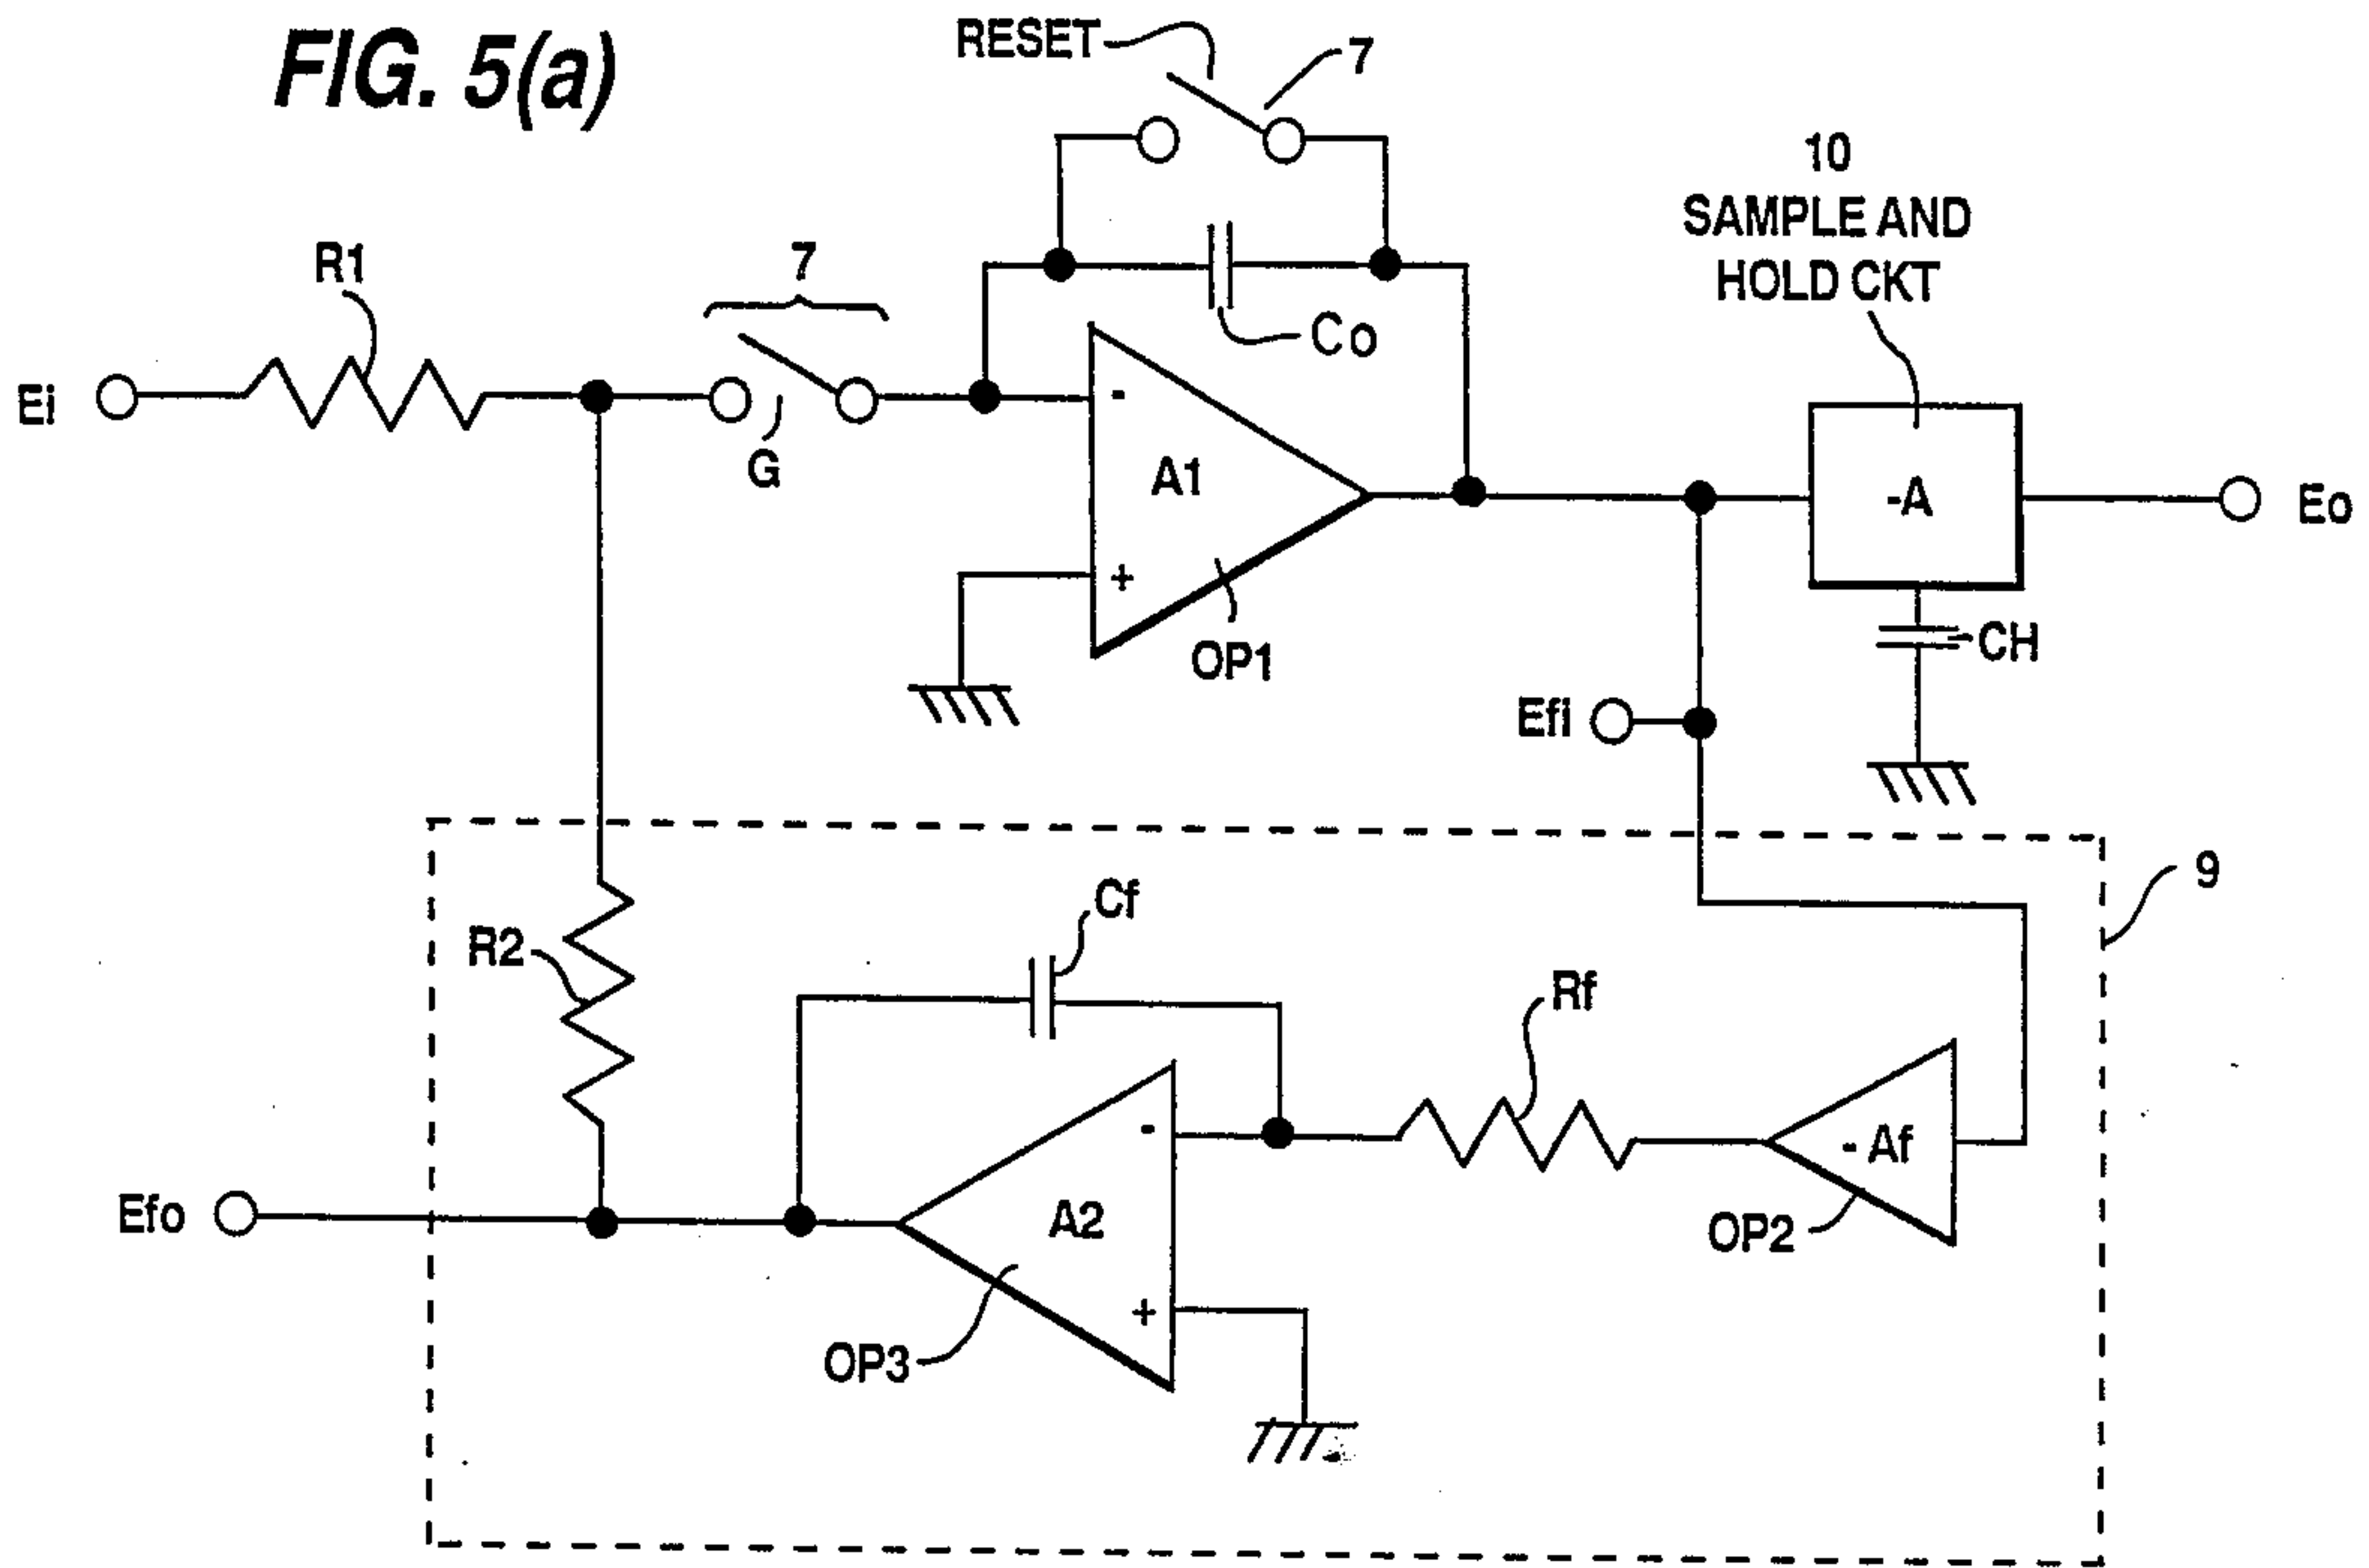 FIG. 5(a)
RESET
7
10
SAMPLE AND
HOLD CKT
R1
7
Co
Ei
G
-
A1
+
OP1
-A
Eo
CH
Efi
9
Cf
R2
Rf
-
A2
+
- Af
OP2
Efo
OP3